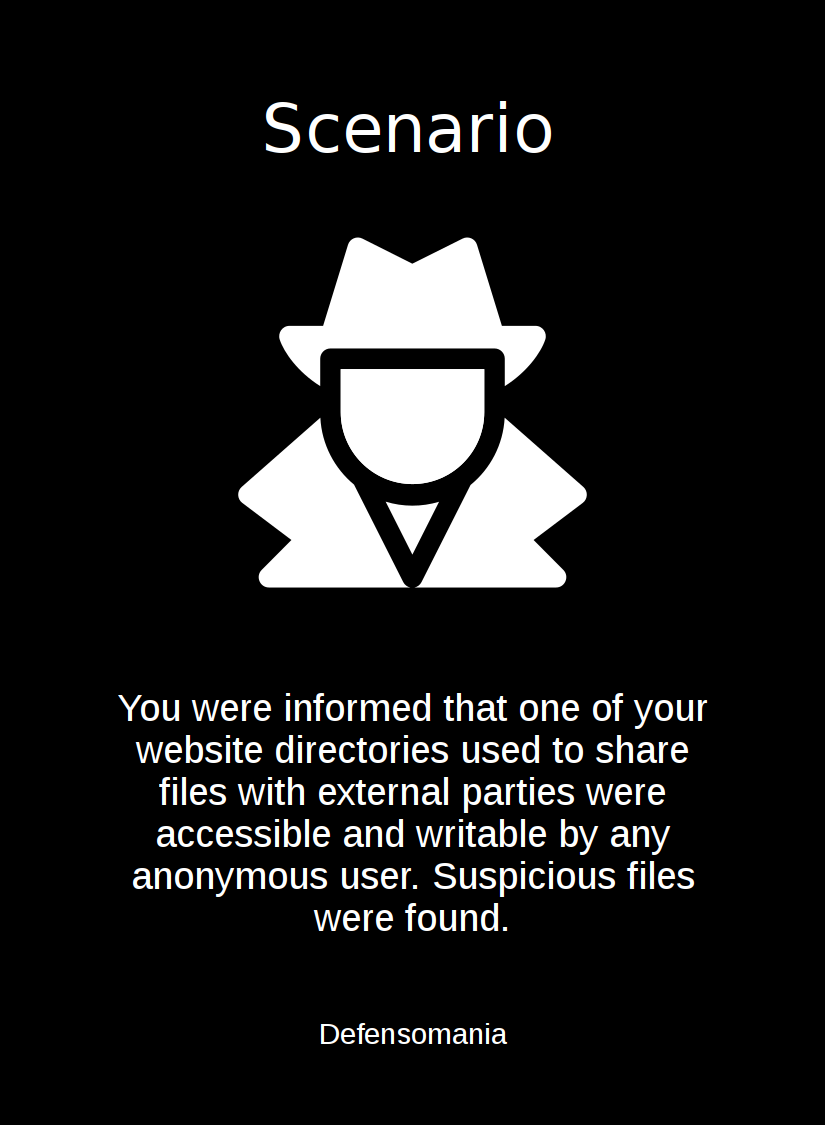 Scenario
You were informed that one of your
website directories used to share
files with external parties were
accessible and writable by any
anonymous user. Suspicious files
were found.
Defensomania